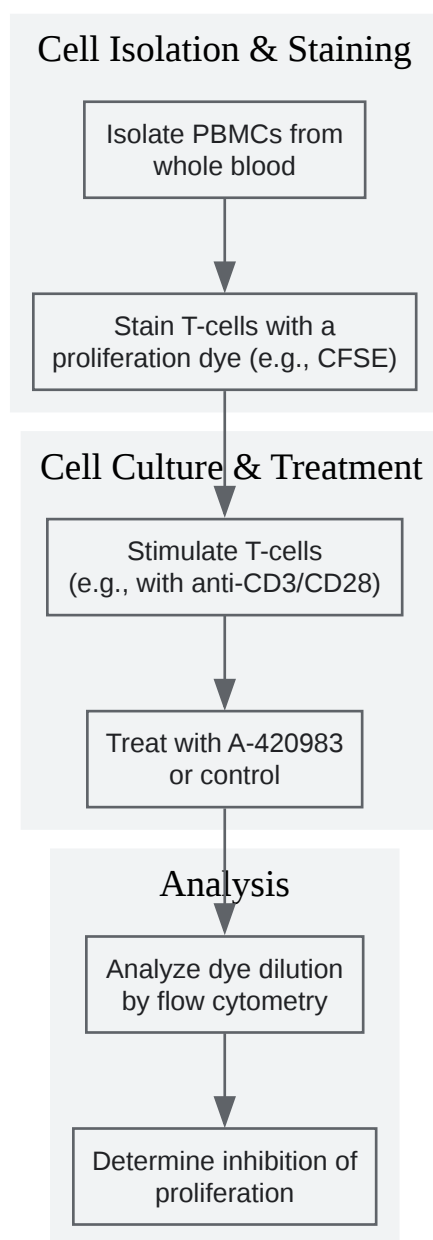 Cell Isolation & Staining
Isolate PBMCs from
whole blood
Stain T-cells with a
proliferation dye (e.g., CFSE)
Cell Culture & Treatment
Stimulate T-cells
(e.g., with anti-CD3/CD28)
Treat with A-420983
or control
Analysis
Analyze dye dilution
by flow cytometry
Determine inhibition of
proliferation